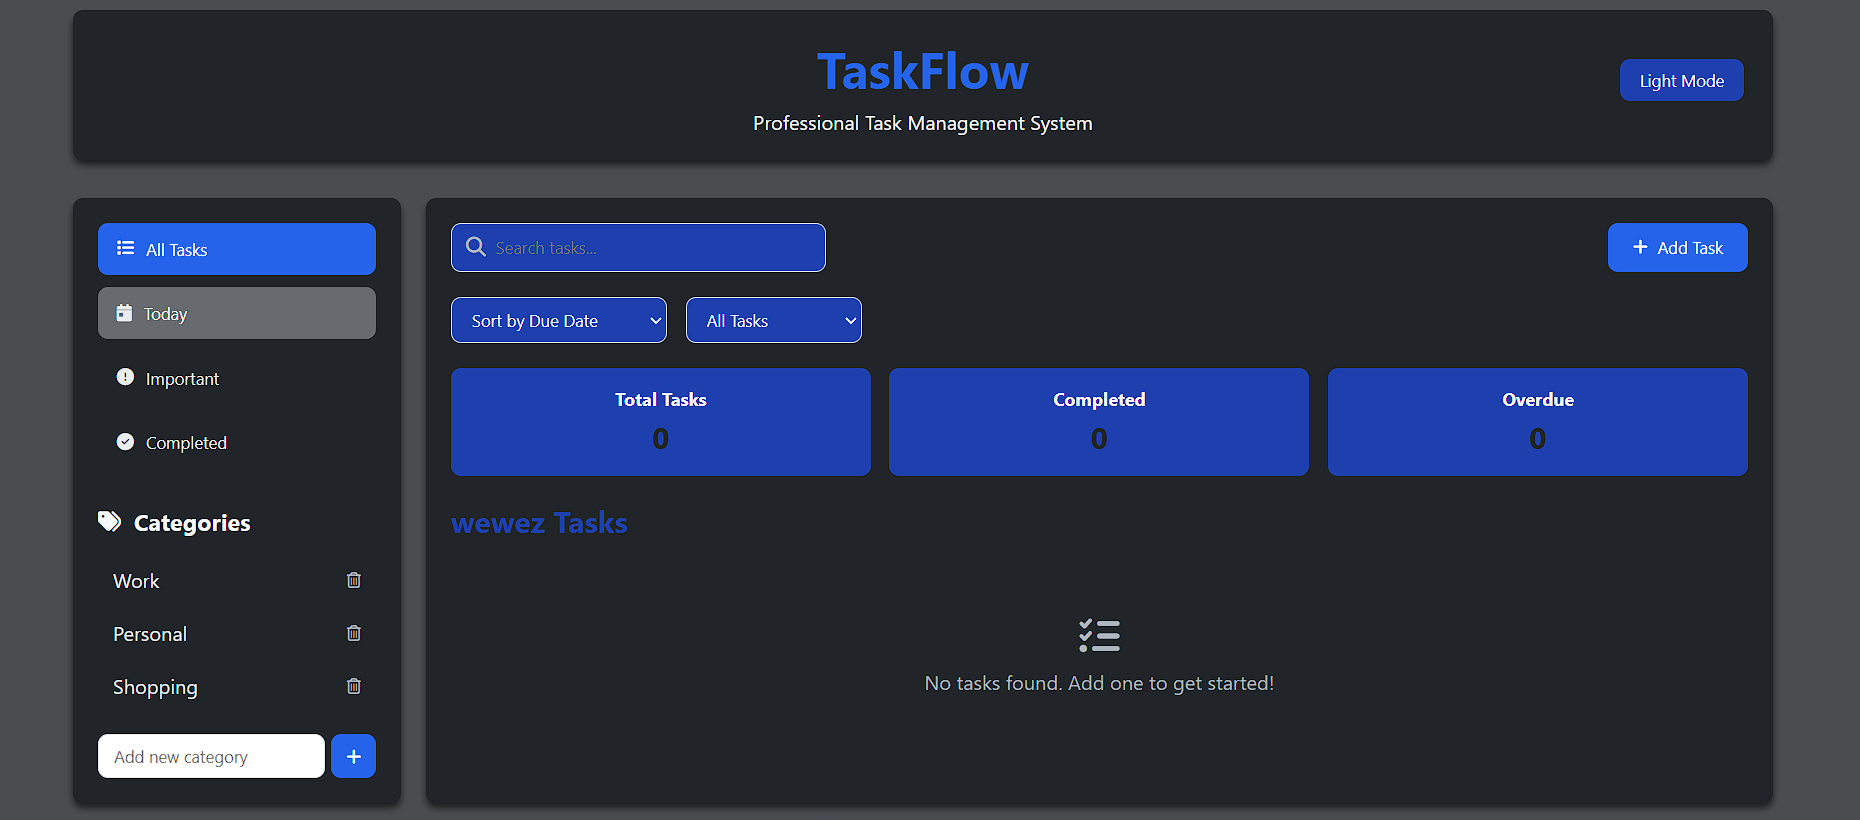 TaskFlow
Professional Task Management System
Light Mode
All Tasks
Today
Important
Completed
Categories
Work
Personal
Shopping
Add new category
Search tasks...
Add Task
Sort by Due Date
All Tasks
Total Tasks
0
Completed
0
Overdue
0
wewez Tasks
No tasks found. Add one to get started!